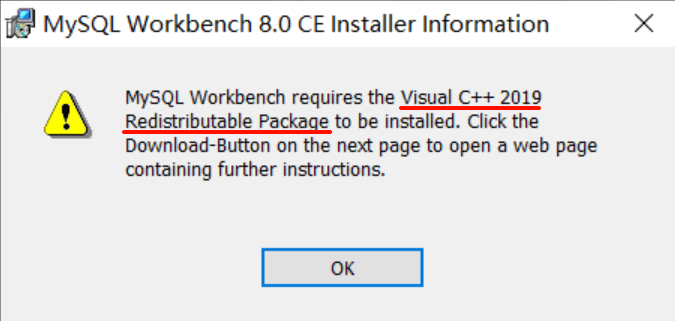 MySQL Workbench 8.0 CE Installer Information
MySQL Workbench requires the Visual C++ 2019
Redistributable Package to be installed. Click the
Download-Button on the next page to open a web page
containing further instructions.
OK